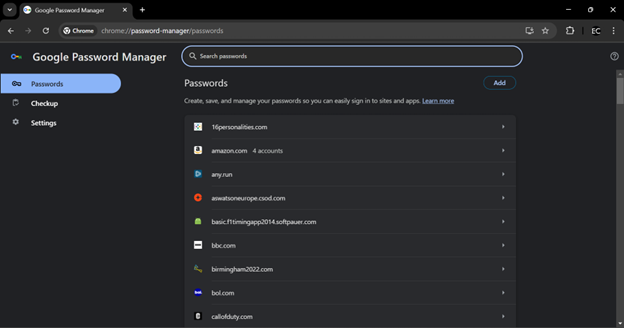 Google Password Manager
Chrome
chrome://password-manager/passwords
EC
Google Password Manager
Search passwords
Passwords
Checkup
Settings
Passwords
Add
Create, save, and manage your passwords so you can easily sign in to sites and apps. Learn more
16personalities.com
amazon.com 4 accounts
any.run
aswatsoneurope.csod.com
basic.f1timingapp2014.softpauer.com
bbc.com
birmingham2022.com
bol.com
callofduty.com